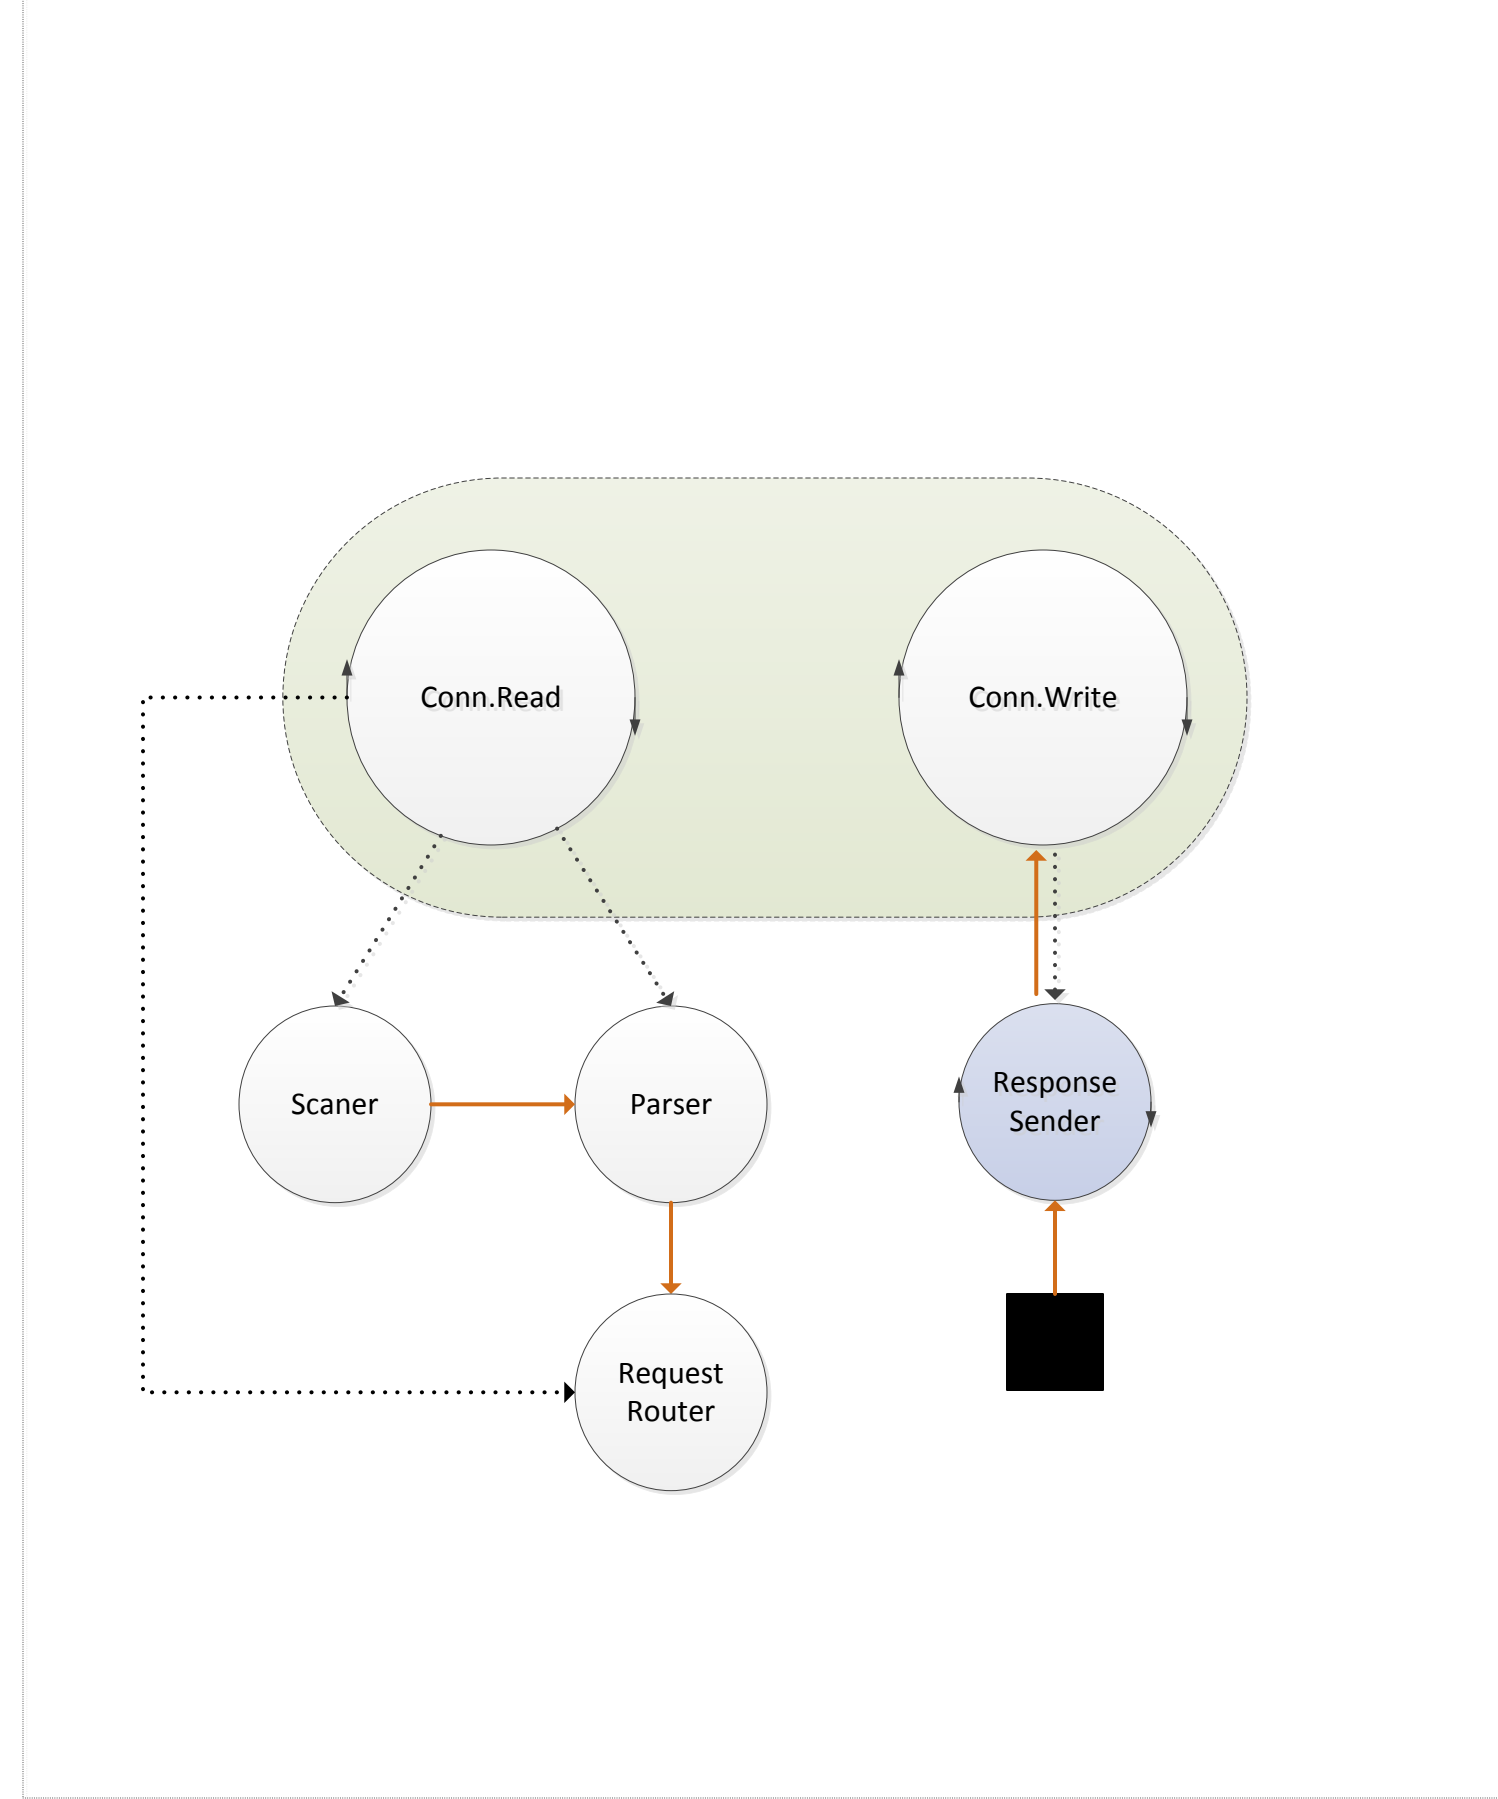 Conn.Read
Conn.Write
Scaner
Parser
Response
Sender
Request
Router